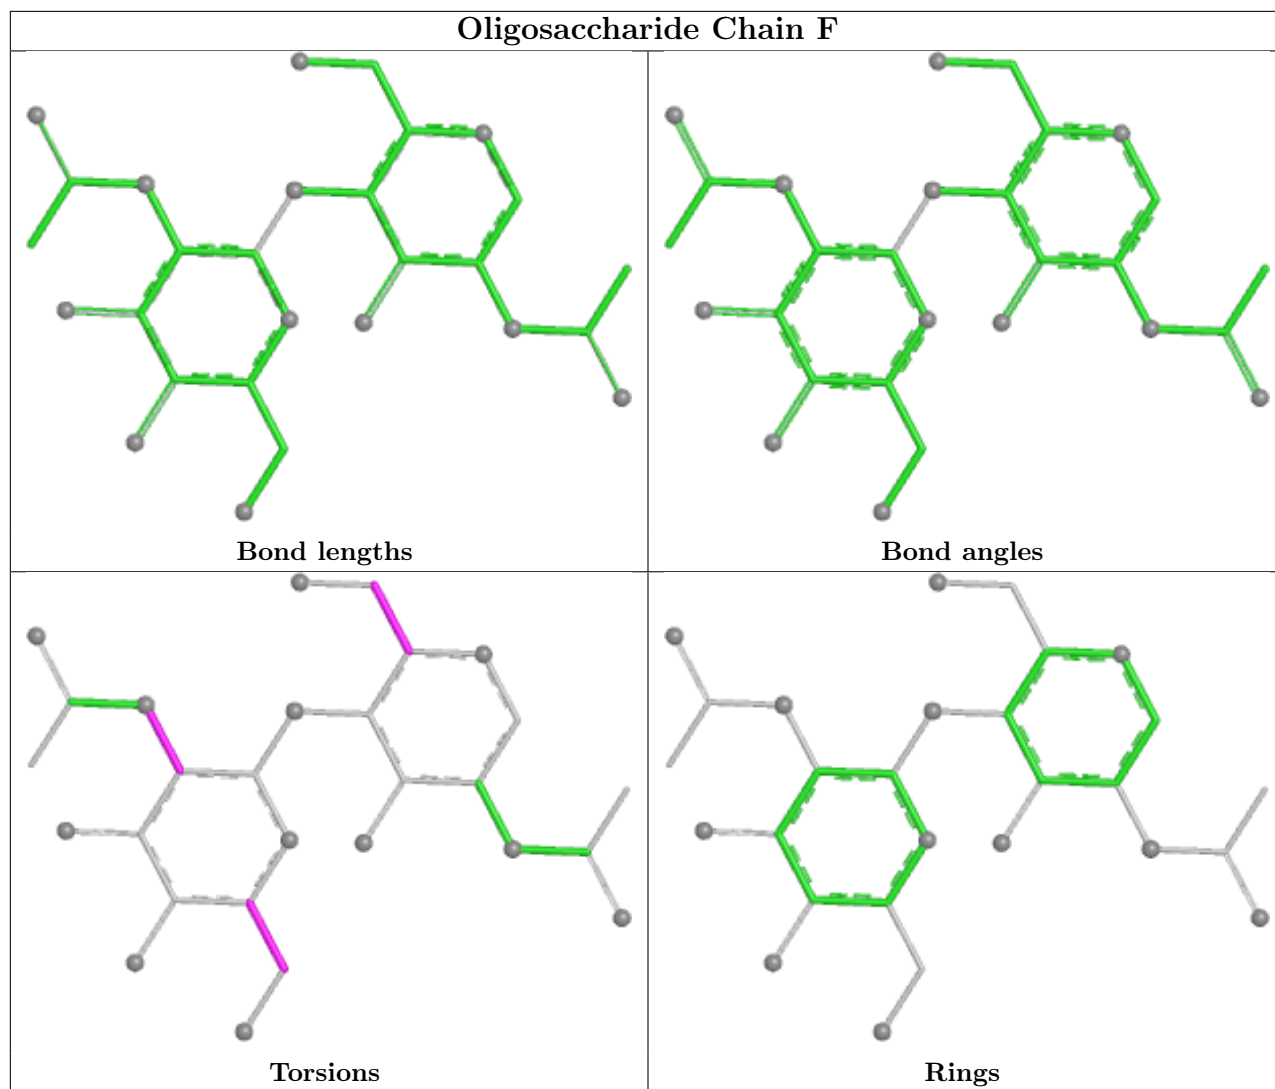 Oligosaccharide Chain F
Bond lengths
Bond angles
Torsions
Rings